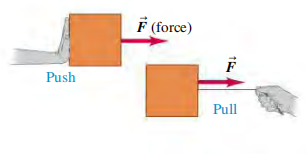 F⃗ (force)
Push
F⃗
Pull